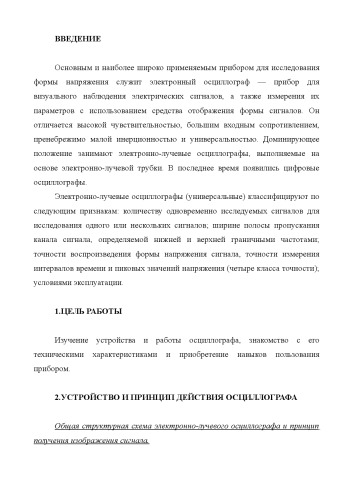 ВВЕДЕНИЕ
Основным и наиболее широко применяемым прибором для исследования
формы напряжения служит электронный осциллограф — прибор для
визуального наблюдения электрических сигналов, а также измерения их
параметров с использованием средства отображения формы сигналов. Он
отличается высокой чувствительностью, большим входным сопротивлением,
пренебрежимо малой инерционностью и универсальностью. Доминирующее
положение занимают электронно-лучевые осциллографы, выполняемые на
основе электронно-лучевой трубки. В последнее время появились цифровые
осциллографы.
Электронно-лучевые осциллографы (универсальные) классифицируют по
следующим признакам: количеству одновременно исследуемых сигналов для
исследования одного или нескольких сигналов; ширине полосы пропускания
канала сигнала, определяемой нижней и верхней граничными частотами;
точности воспроизведения формы напряжения сигнала, точности измерения
интервалов времени и пиковых значений напряжения (четыре класса точности);
условиями эксплуатации.
1.ЦЕЛЬ РАБОТЫ
Изучение устройства и работы осциллографа, знакомство с его
техническими характеристиками и приобретение навыков пользования
прибором.
2.УСТРОЙСТВО И ПРИНЦИП ДЕЙСТВИЯ ОСЦИЛЛОГРАФА
Общая структурная схема электронно-лучевого осциллографа и принцип
получения изображения сигнала.